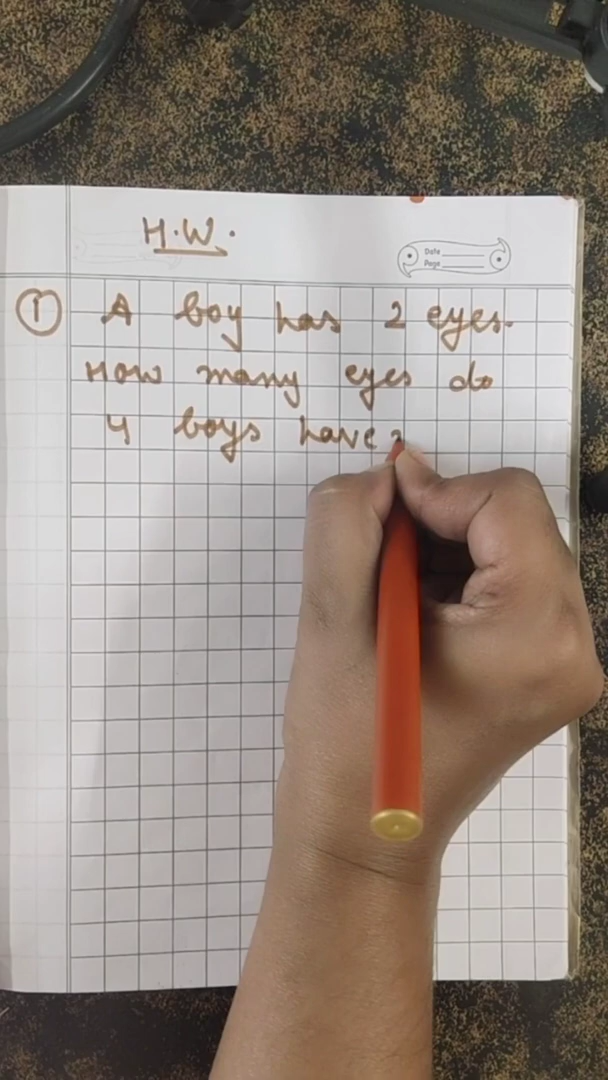 H.W.
Date
Page
① A boy has 2 eyes.
How many eyes do
4 boys have?